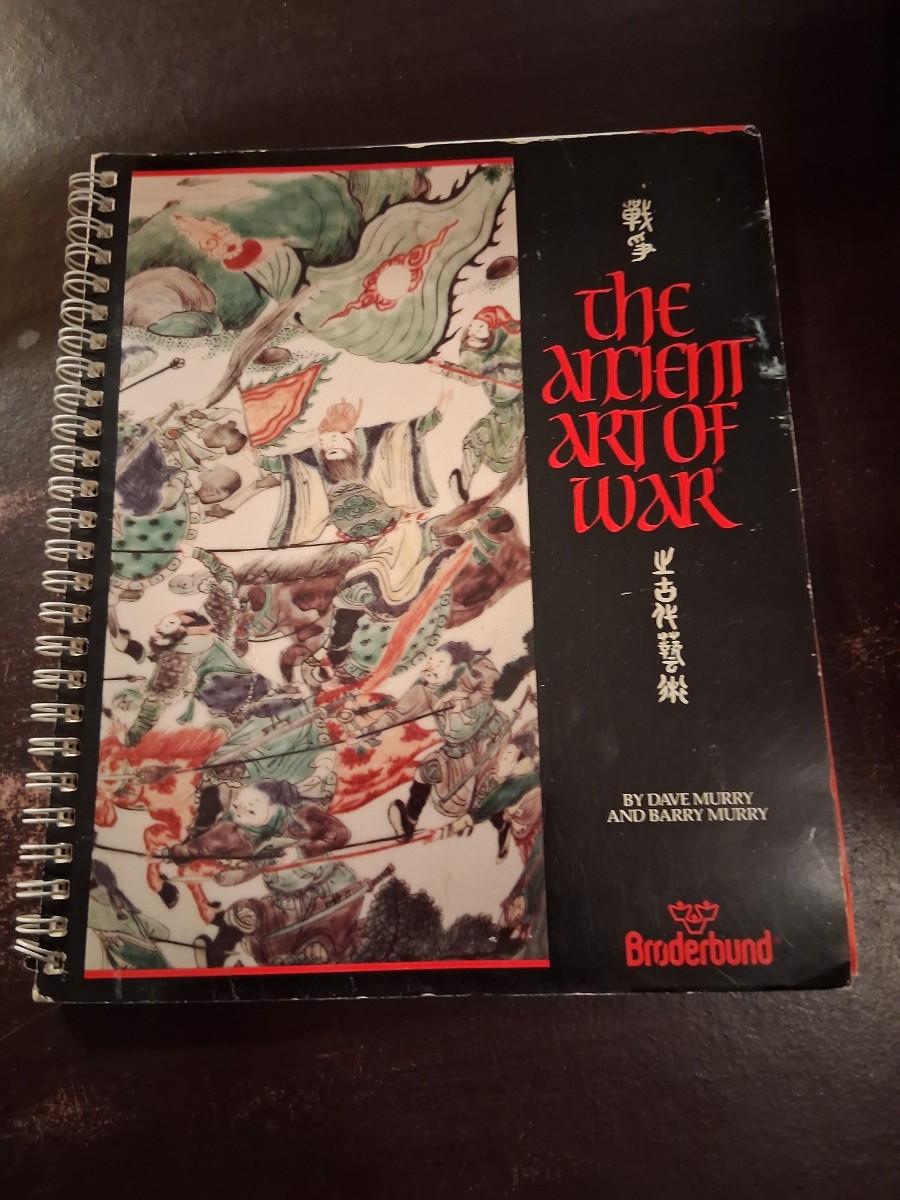 戰爭
The
Ancient
Art of
War®
之古代藝術
BY DAVE MURRY
AND BARRY MURRY
Brøderbund®